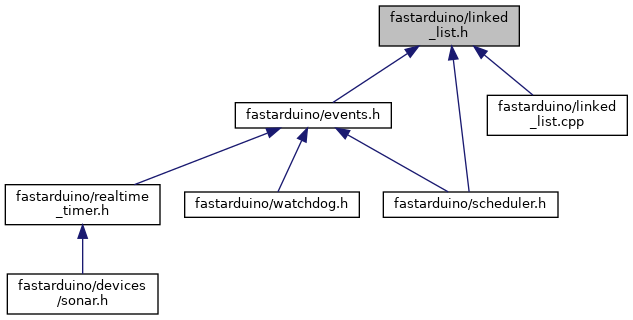 fastarduino/linked
_list.h
fastarduino/events.h
fastarduino/linked
_list.cpp
fastarduino/realtime
_timer.h
fastarduino/watchdog.h
fastarduino/scheduler.h
fastarduino/devices
/sonar.h